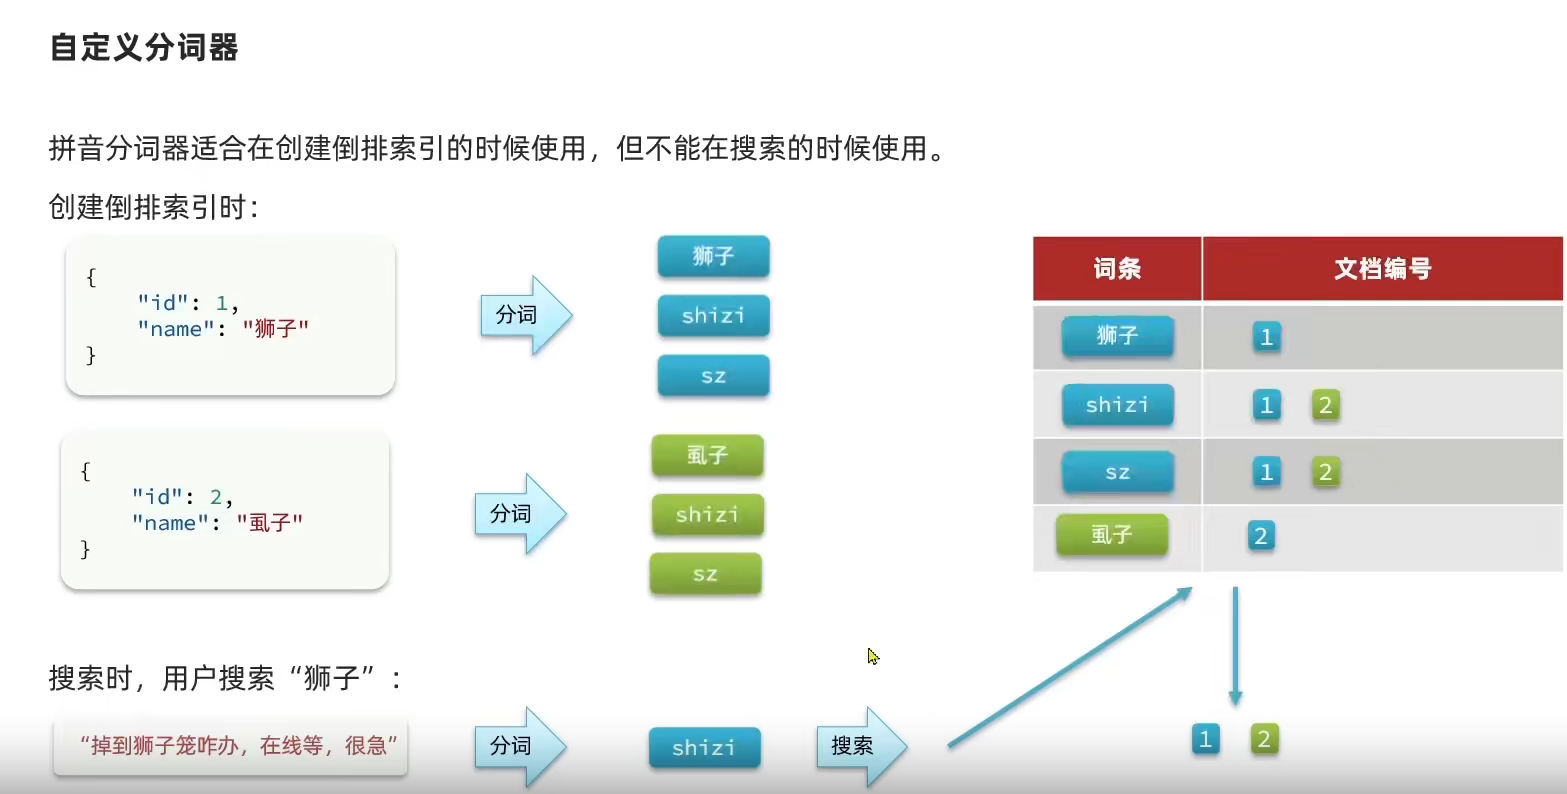 自定义分词器
拼音分词器适合在创建倒排索引的时候使用，但不能在搜索的时候使用。
创建倒排索引时：
{
"id": 1,
"name": "狮子"
}
分词
狮子
shizi
sz
{
"id": 2,
"name": "虱子"
}
分词
虱子
shizi
sz
词条 文档编号
狮子 1
shizi 1 2
sz 1 2
虱子 2
搜索时，用户搜索“狮子”：
“掉到狮子笼咋办，在线等，很急”
分词
shizi
搜索
1 2